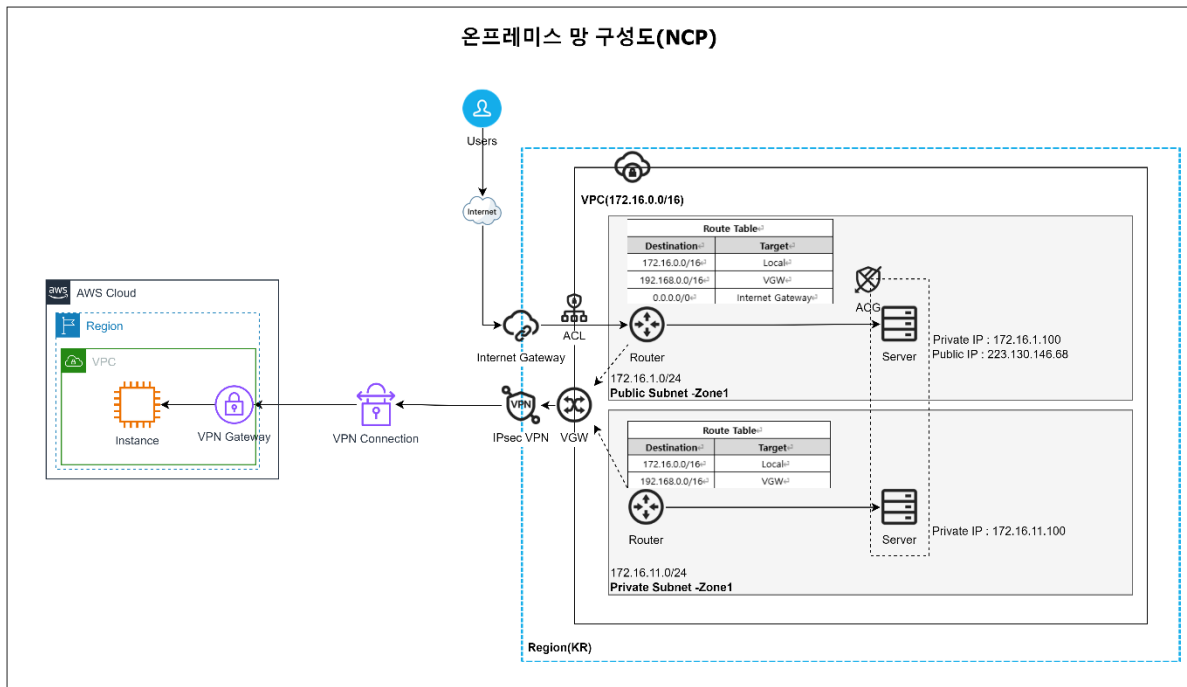 온프레미스 망 구성도(NCP)
Users
Internet
VPC(172.16.0.0/16)
Route Table↵
Destination↵ Target↵
172.16.0.0/16↵ Local↵
192.168.0.0/16↵ VGW↵
0.0.0.0/0↵ Internet Gateway↵
ACG
aws
AWS Cloud
Region
VPC
Instance
VPN Gateway
VPN Connection
Internet Gateway
ACL
Router
Server
Private IP : 172.16.1.100
Public IP : 223.130.146.68
172.16.1.0/24
Public Subnet -Zone1
VPN
IPsec VPN
VGW
Route Table↵
Destination↵ Target↵
172.16.0.0/16↵ Local↵
192.168.0.0/16↵ VGW↵
Router
Server
Private IP : 172.16.11.100
172.16.11.0/24
Private Subnet -Zone1
Region(KR)